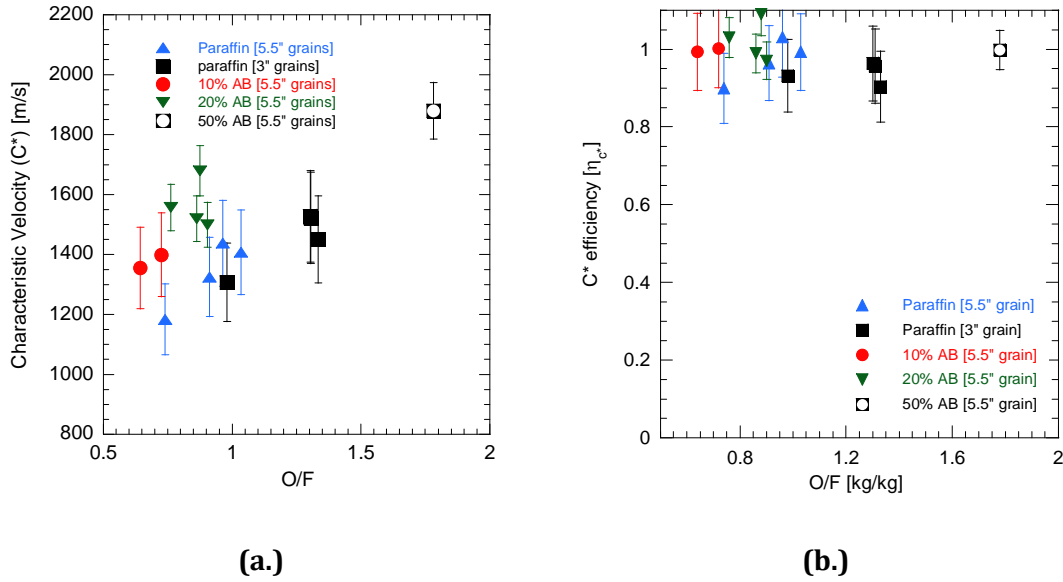 2200
2000
1800
1600
1400
1200
1000
800
Characteristic Velocity (C*) [m/s]
Paraffin [5.5" grains]
paraffin [3" grains]
10% AB [5.5" grains]
20% AB [5.5" grains]
50% AB [5.5" grains]
0.5 1 1.5 2
O/F
(a.)
1
0.8
0.6
0.4
0.2
0
C* efficiency [ηc*]
Paraffin [5.5" grain]
Paraffin [3" grain]
10% AB [5.5" grain]
20% AB [5.5" grain]
50% AB [5.5" grain]
0.8 1.2 1.6 2
O/F [kg/kg]
(b.)